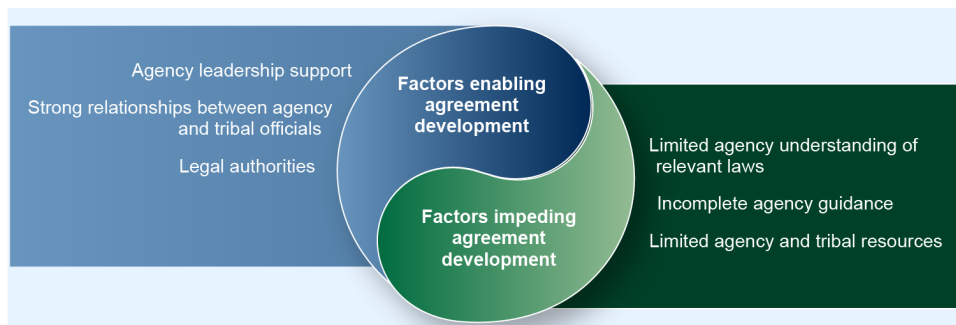 Agency leadership support
Strong relationships between agency
and tribal officials
Legal authorities
Factors enabling
agreement
development
Factors impeding
agreement
development
Limited agency understanding of
relevant laws
Incomplete agency guidance
Limited agency and tribal resources